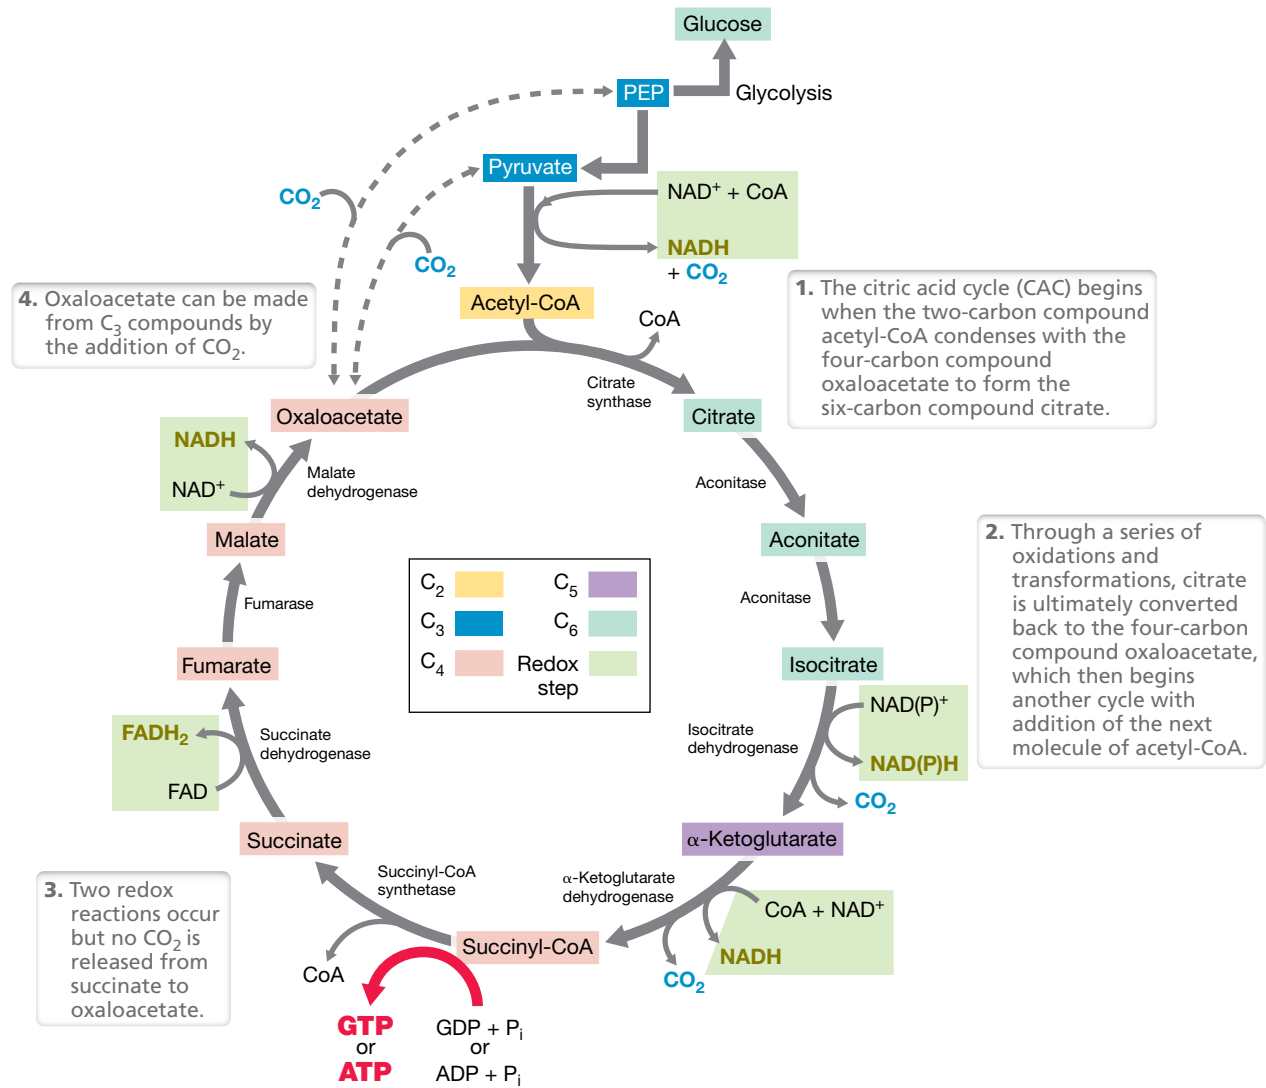 Glucose
PEP
Glycolysis
Pyruvate
CO₂
NAD⁺ + CoA
NADH
+ CO₂
CO₂
Acetyl-CoA
CoA
4. Oxaloacetate can be made
from C₃ compounds by
the addition of CO₂.
1. The citric acid cycle (CAC) begins
when the two-carbon compound
acetyl-CoA condenses with the
four-carbon compound
oxaloacetate to form the
six-carbon compound citrate.
Citrate
synthase
Oxaloacetate
Citrate
NADH
NAD⁺
Malate
dehydrogenase
Aconitase
Malate
Aconitate
2. Through a series of
oxidations and
transformations, citrate
is ultimately converted
back to the four-carbon
compound oxaloacetate,
which then begins
another cycle with
addition of the next
molecule of acetyl-CoA.
C₂
C₅
C₃
C₆
C₄
Redox
step
Fumarase
Aconitase
Fumarate
Isocitrate
NAD(P)⁺
NAD(P)H
CO₂
Isocitrate
dehydrogenase
FADH₂
FAD
Succinate
dehydrogenase
Succinate
α-Ketoglutarate
3. Two redox
reactions occur
but no CO₂ is
released from
succinate to
oxaloacetate.
Succinyl-CoA
synthetase
α-Ketoglutarate
dehydrogenase
CoA + NAD⁺
NADH
CO₂
Succinyl-CoA
CoA
GTP
or
ATP
GDP + Pᵢ
or
ADP + Pᵢ